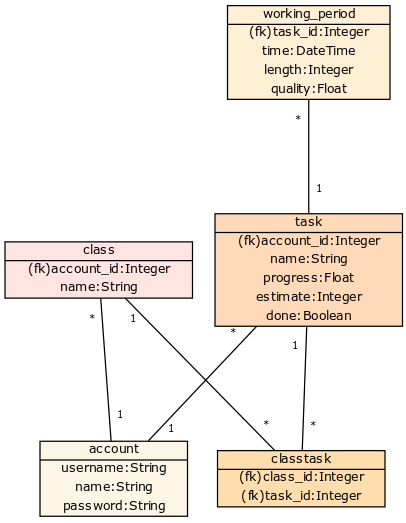 working_period
(fk)task_id:Integer
time:DateTime
length:Integer
quality:Float
*
1
task
(fk)account_id:Integer
name:String
progress:Float
estimate:Integer
done:Boolean
class
(fk)account_id:Integer
name:String
* 1
*
1
1
1
*
*
account
username:String
name:String
password:String
classtask
(fk)class_id:Integer
(fk)task_id:Integer